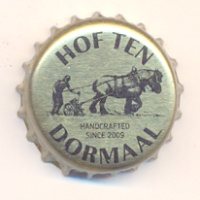 HOF TEN
HANDCRAFTED
SINCE 2009
DORMAAL